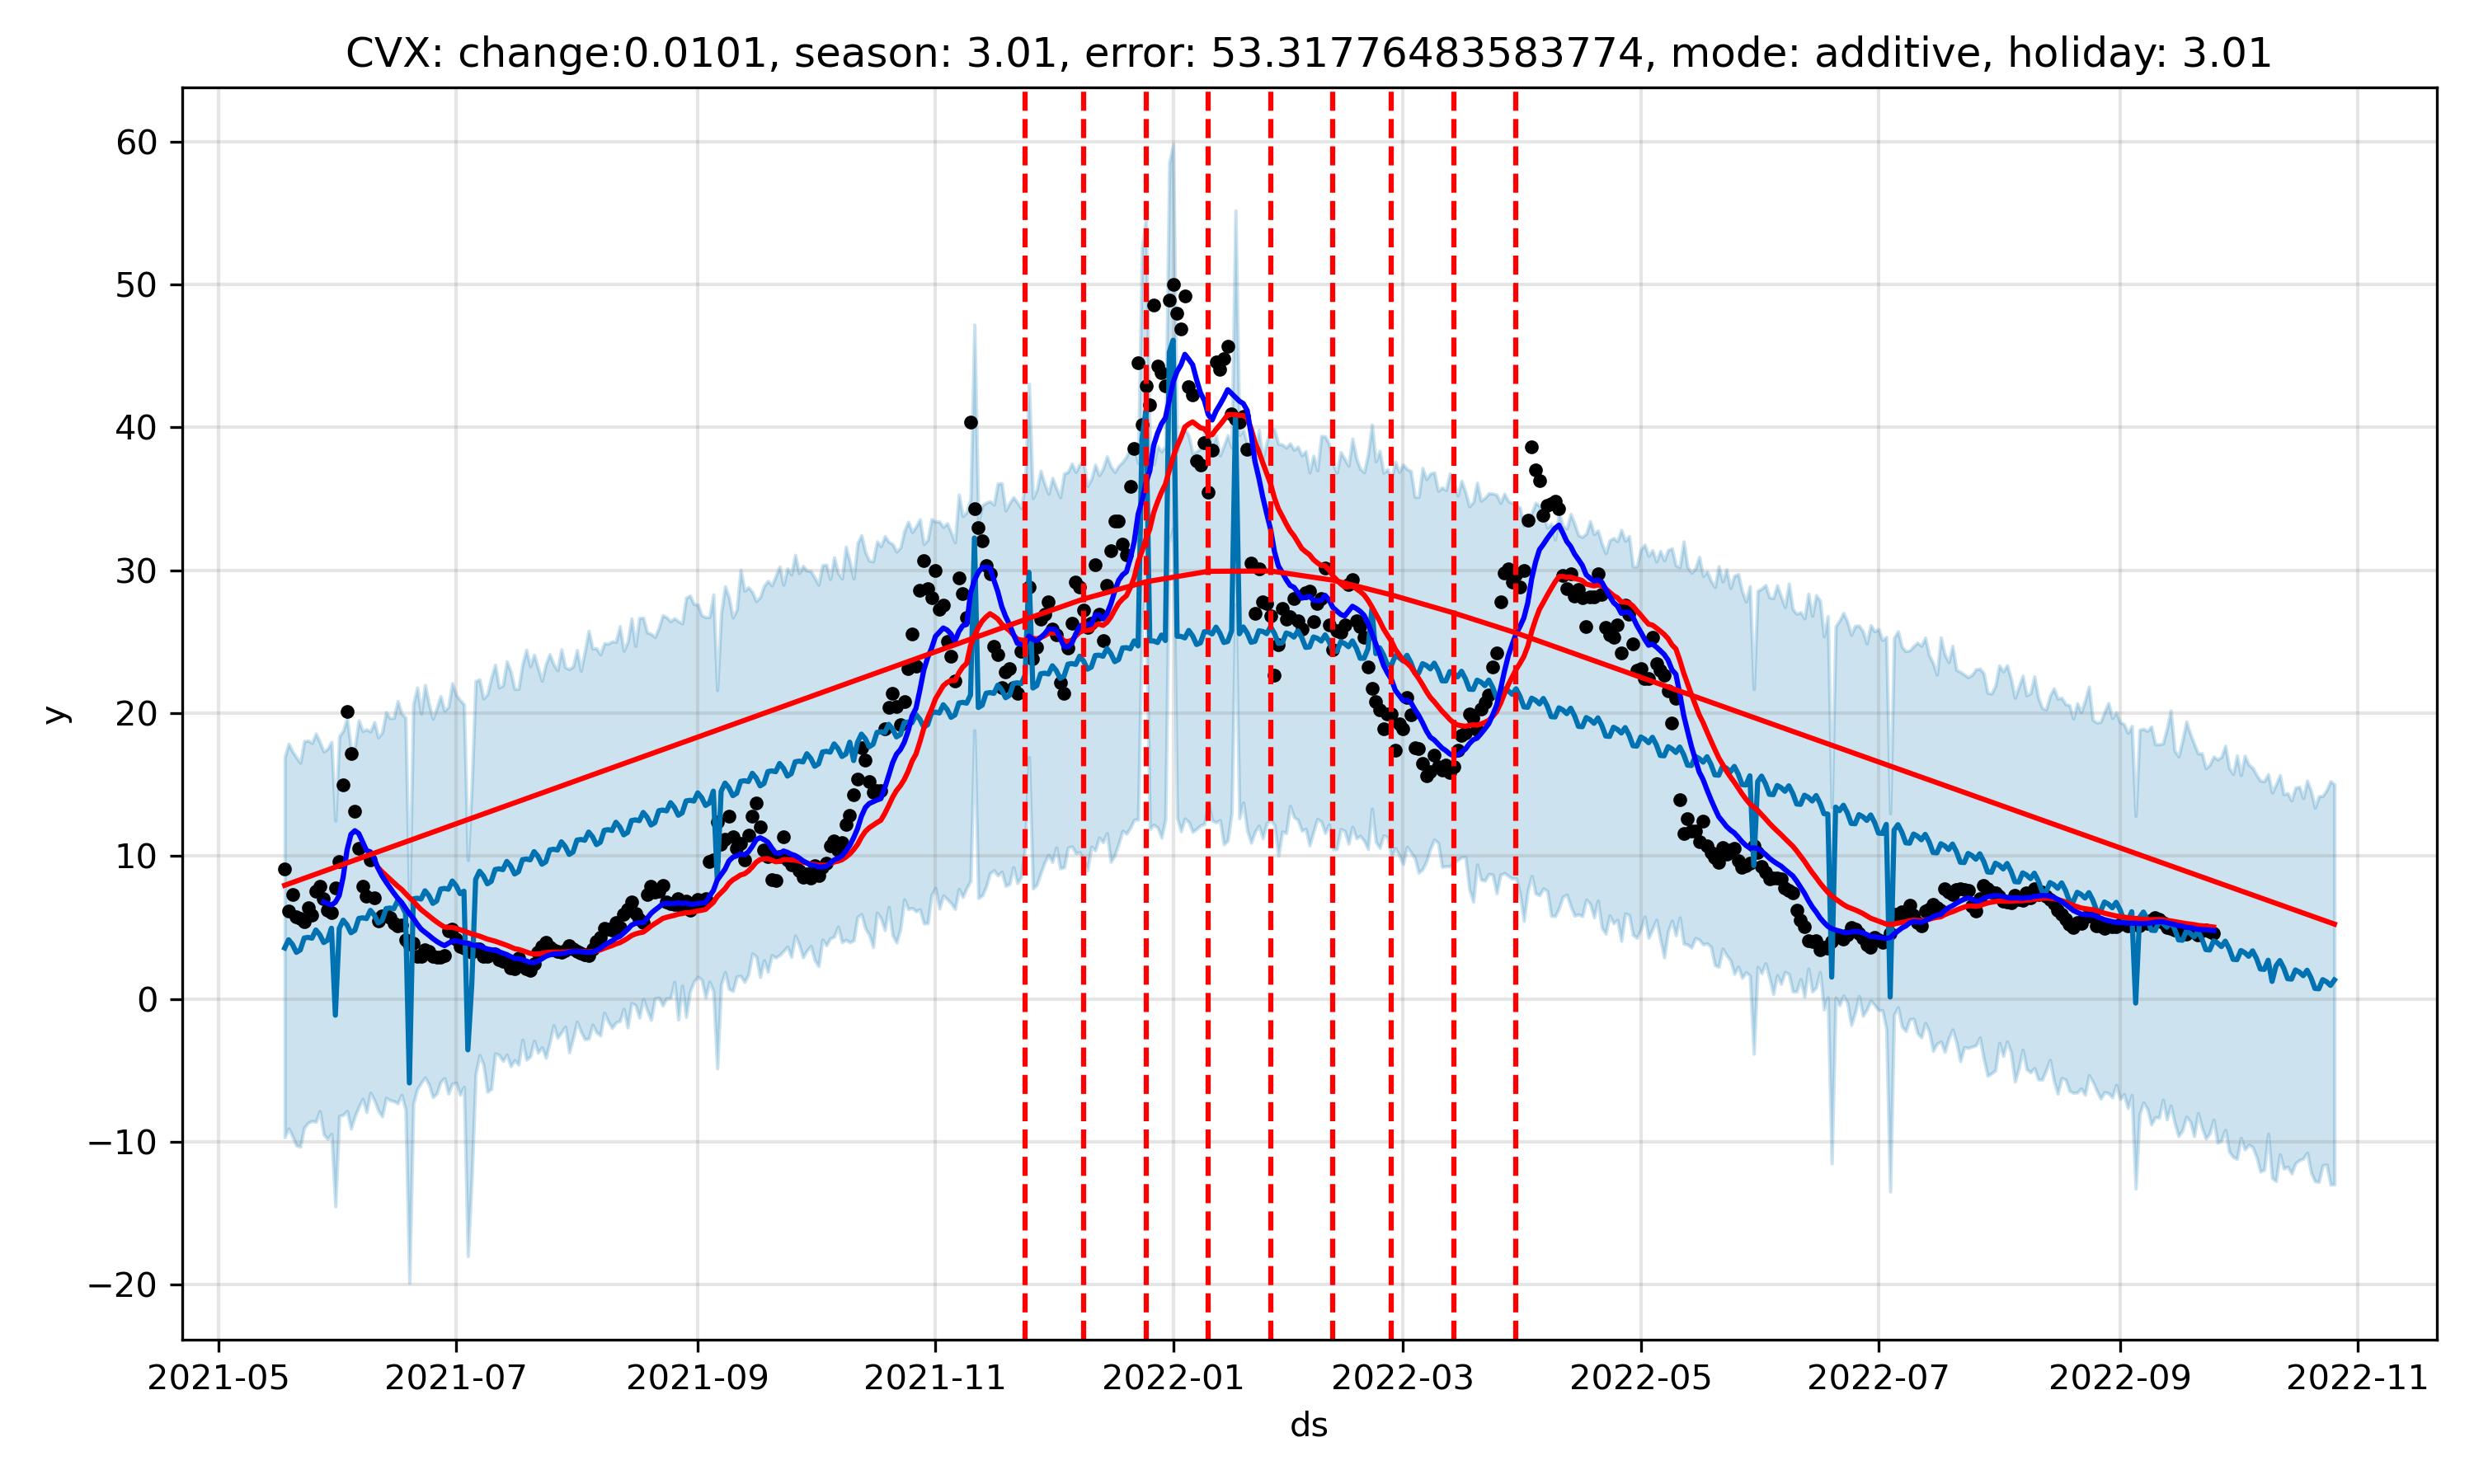 CVX: change:0.0101, season: 3.01, error: 53.31776483583774, mode: additive, holiday: 3.01
60
50
40
30
20
10
0
−10
−20
y
2021-05 2021-07 2021-09 2021-11 2022-01 2022-03 2022-05 2022-07 2022-09 2022-11
ds